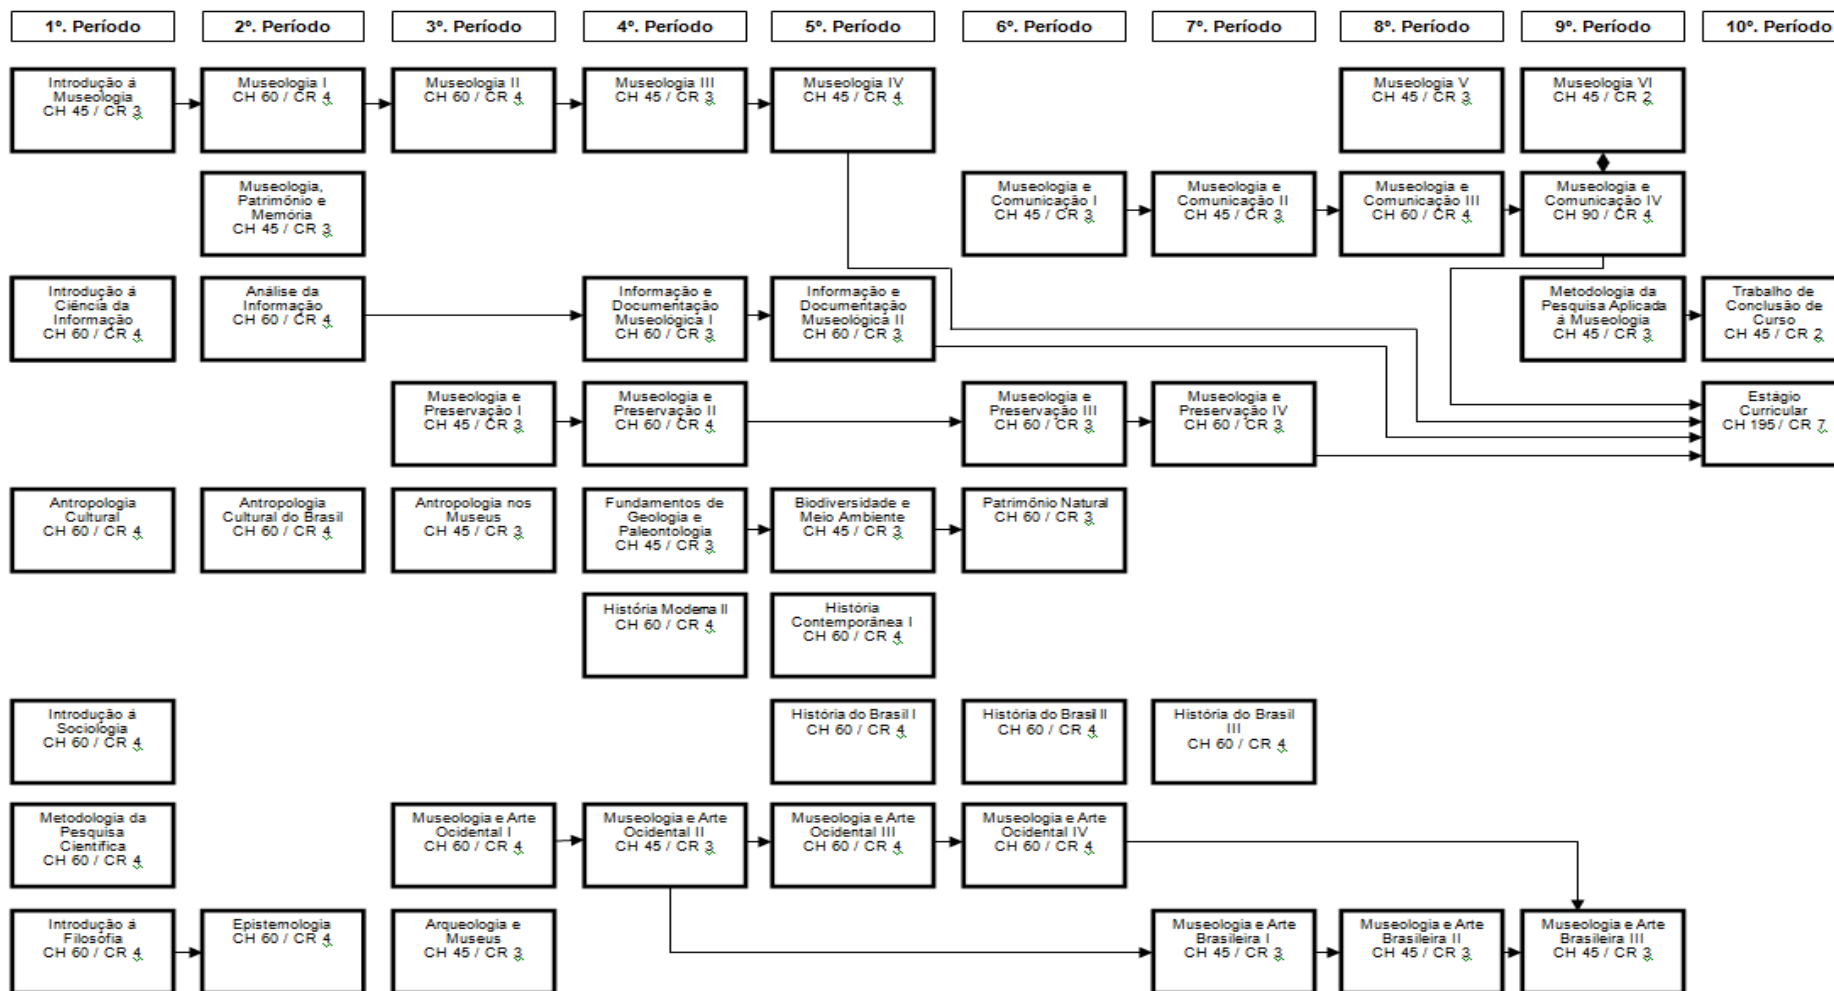 1º. Período
2º. Período
3º. Período
4º. Período
5º. Período
6º. Período
7º. Período
8º. Período
9º. Período
10º. Período
Introdução á
Museologia
CH 45 / CR 3
Museologia I
CH 60 / CR 4
Museologia II
CH 60 / CR 4
Museologia III
CH 45 / CR 3
Museologia IV
CH 45 / CR 4
Museologia V
CH 45 / CR 3
Museologia VI
CH 45 / CR 2
Museologia,
Patrimônio e
Memória
CH 45 / CR 3
Museologia e
Comunicação I
CH 45 / CR 3
Museologia e
Comunicação II
CH 45 / CR 3
Museologia e
Comunicação III
CH 60 / CR 4
Museologia e
Comunicação IV
CH 90 / CR 4
Introdução á
Ciência da
Informação
CH 60 / CR 4
Análise da
Informação
CH 60 / CR 4
Informação e
Documentação
Museológica I
CH 60 / CR 3
Informação e
Documentação
Museológica II
CH 60 / CR 3
Metodologia da
Pesquisa Aplicada
á Museologia
CH 45 / CR 3
Trabalho de
Conclusão de
Curso
CH 45 / CR 2
Museologia e
Preservação I
CH 45 / CR 3
Museologia e
Preservação II
CH 60 / CR 4
Museologia e
Preservação III
CH 60 / CR 3
Museologia e
Preservação IV
CH 60 / CR 3
Estágio
Curricular
CH 195 / CR 7
Antropologia
Cultural
CH 60 / CR 4
Antropologia
Cultural do Brasil
CH 60 / CR 4
Antropologia nos
Museus
CH 45 / CR 3
Fundamentos de
Geologia e
Paleontologia
CH 45 / CR 3
Biodiversidade e
Meio Ambiente
CH 45 / CR 3
Patrimônio Natural
CH 60 / CR 3
História Moderna II
CH 60 / CR 4
História
Contemporânea I
CH 60 / CR 4
Introdução á
Sociologia
CH 60 / CR 4
História do Brasil I
CH 60 / CR 4
História do Brasil II
CH 60 / CR 4
História do Brasil
III
CH 60 / CR 4
Metodologia da
Pesquisa
Científica
CH 60 / CR 4
Museologia e Arte
Ocidental I
CH 60 / CR 4
Museologia e Arte
Ocidental II
CH 45 / CR 3
Museologia e Arte
Ocidental III
CH 60 / CR 4
Museologia e Arte
Ocidental IV
CH 60 / CR 4
Introdução á
Filosofia
CH 60 / CR 4
Epistemologia
CH 60 / CR 4
Arqueologia e
Museus
CH 45 / CR 3
Museologia e Arte
Brasileira I
CH 45 / CR 3
Museologia e Arte
Brasileira II
CH 45 / CR 3
Museologia e Arte
Brasileira III
CH 45 / CR 3